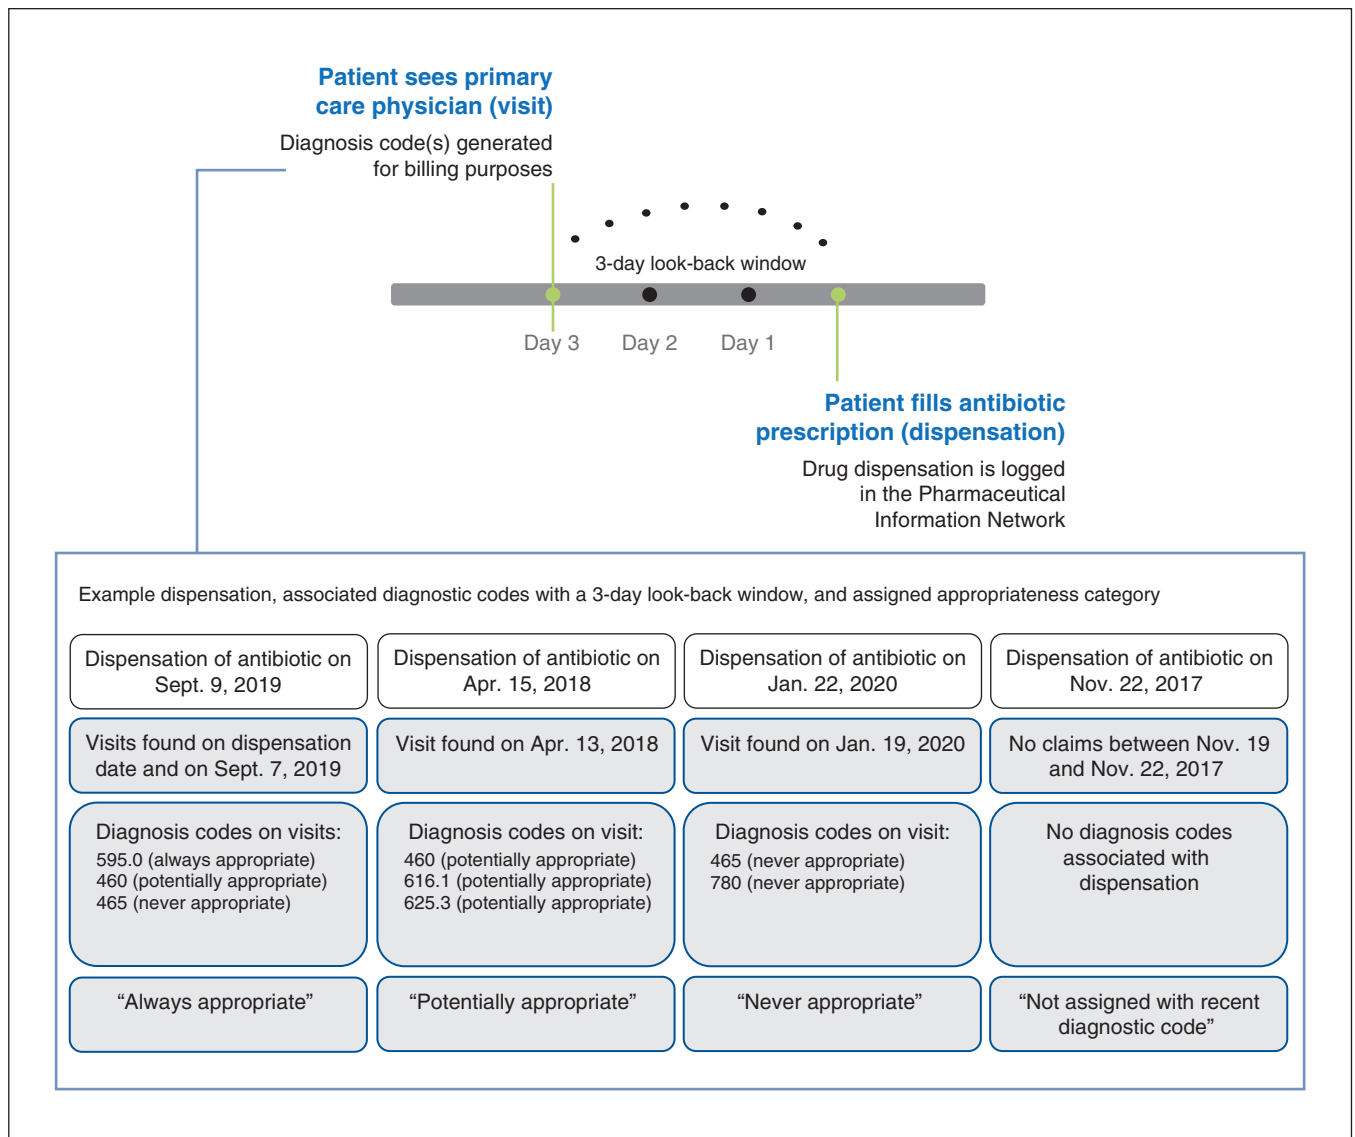 Patient sees primary
care physician (visit)
Diagnosis code(s) generated
for billing purposes
3-day look-back window
Day 3
Day 2
Day 1
Patient fills antibiotic
prescription (dispensation)
Drug dispensation is logged
in the Pharmaceutical
Information Network
Example dispensation, associated diagnostic codes with a 3-day look-back window, and assigned appropriateness category
Dispensation of antibiotic on
Sept. 9, 2019
Visits found on dispensation
date and on Sept. 7, 2019
Diagnosis codes on visits:
595.0 (always appropriate)
460 (potentially appropriate)
465 (never appropriate)
“Always appropriate”
Dispensation of antibiotic on
Apr. 15, 2018
Visit found on Apr. 13, 2018
Diagnosis codes on visit:
460 (potentially appropriate)
616.1 (potentially appropriate)
625.3 (potentially appropriate)
“Potentially appropriate”
Dispensation of antibiotic on
Jan. 22, 2020
Visit found on Jan. 19, 2020
Diagnosis codes on visit:
465 (never appropriate)
780 (never appropriate)
“Never appropriate”
Dispensation of antibiotic on
Nov. 22, 2017
No claims between Nov. 19
and Nov. 22, 2017
No diagnosis codes
associated with
dispensation
“Not assigned with recent
diagnostic code”